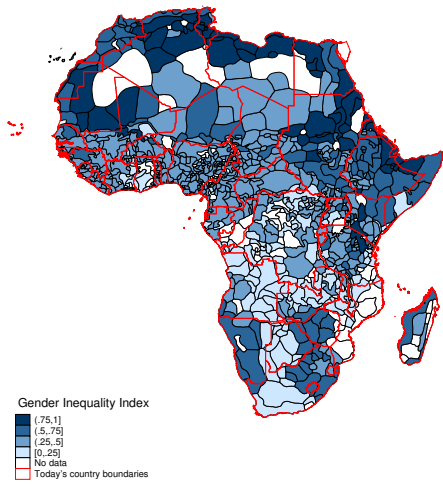 Gender Inequality Index
(.75,1]
(.5,.75]
(.25,.5]
[0,.25]
No data
Today's country boundaries